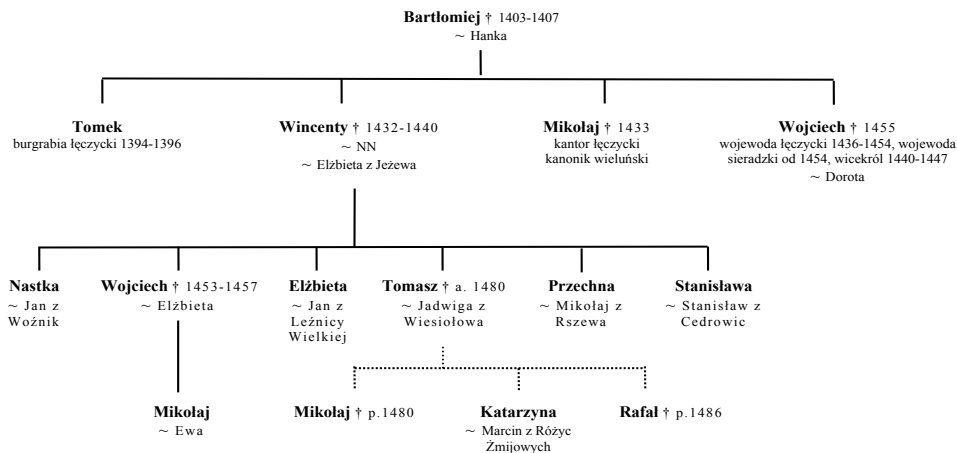 Bartłomiej † 1403-1407
~ Hanka
Tomek
burgrabia łęczycki 1394-1396
Wincenty † 1432-1440
~ NN
~ Elżbieta z Jeżewa
Mikołaj † 1433
kantor łęczycki
kanonik wieluński
Wojciech † 1455
wojewoda łęczycki 1436-1454, wojewoda
sieradzki od 1454, wicekról 1440-1447
~ Dorota
Nastka
~ Jan z
Woźnik
Wojciech † 1453-1457
~ Elżbieta
Elżbieta
~ Jan z
Leźnicy
Wielkiej
Tomasz † a. 1480
~ Jadwiga z
Wiesiołowa
Przechna
~ Mikołaj z
Rszewa
Stanisława
~ Stanisław z
Cedrowic
Mikołaj
~ Ewa
Mikołaj † p.1480
Katarzyna
~ Marcin z Różyc
Żmijowych
Rafał † p.1486